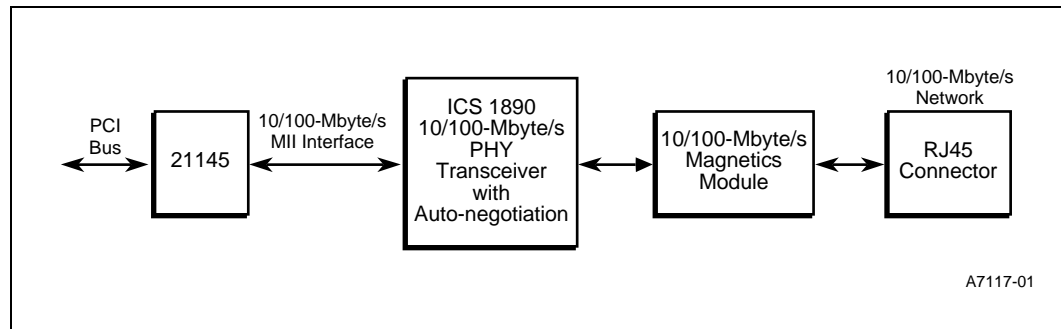 PCI
Bus
21145
10/100-Mbyte/s
MII Interface
ICS 1890
10/100-Mbyte/s
PHY
Transceiver
with
Auto-negotiation
10/100-Mbyte/s
Magnetics
Module
10/100-Mbyte/s
Network
RJ45
Connector
A7117-01